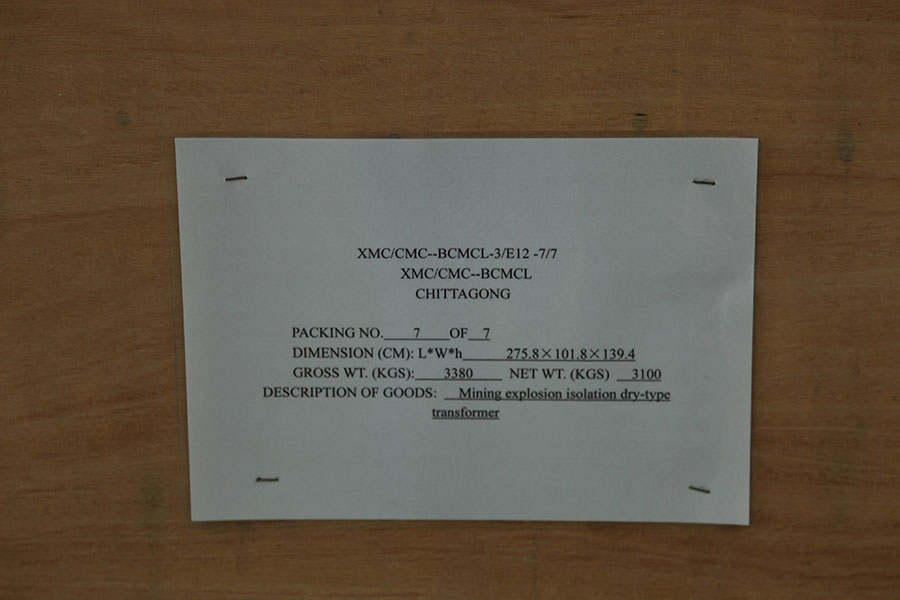 XMC/CMC--BCMCL-3/E12 -7/7
XMC/CMC--BCMCL
CHITTAGONG
PACKING NO. 7 OF 7
DIMENSION (CM): L*W*h 275.8×101.8×139.4
GROSS WT. (KGS): 3380 NET WT. (KGS) 3100
DESCRIPTION OF GOODS: Mining explosion isolation dry-type
transformer